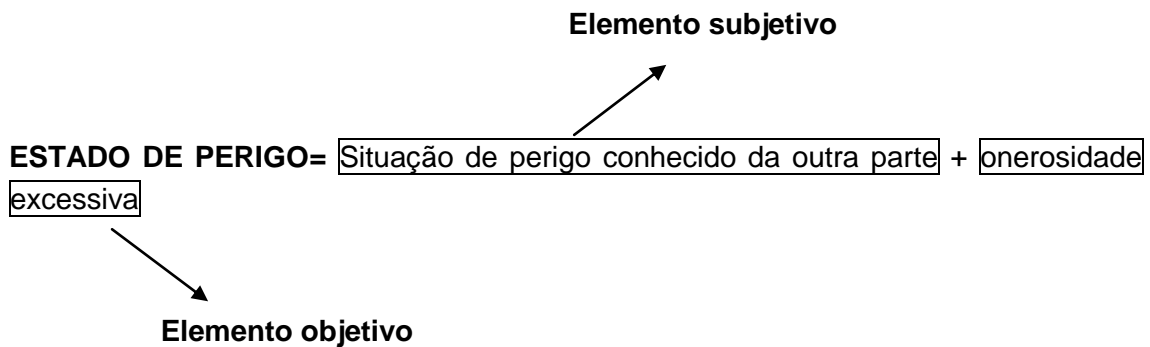 Elemento subjetivo
ESTADO DE PERIGO= Situação de perigo conhecido da outra parte + onerosidade
excessiva
Elemento objetivo